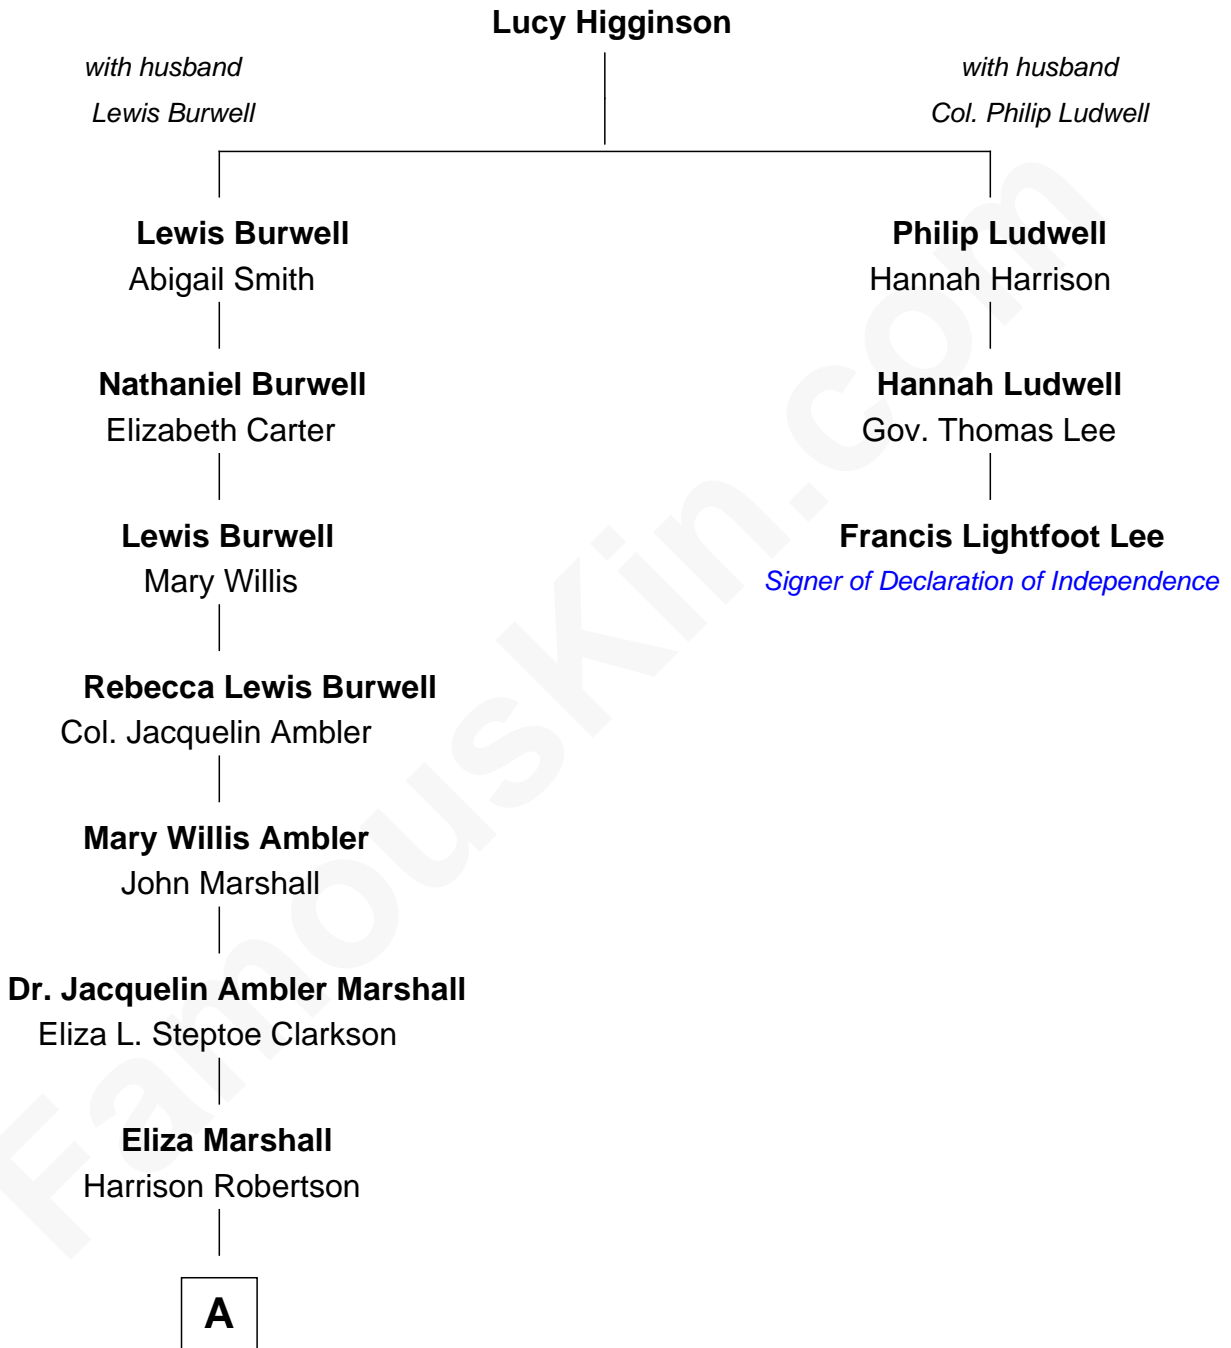 Lucy Higginson
with husband
Lewis Burwell
with husband
Col. Philip Ludwell
Lewis Burwell
Abigail Smith
Philip Ludwell
Hannah Harrison
Nathaniel Burwell
Elizabeth Carter
Hannah Ludwell
Gov. Thomas Lee
Lewis Burwell
Mary Willis
Francis Lightfoot Lee
Signer of Declaration of Independence
Rebecca Lewis Burwell
Col. Jacquelin Ambler
Mary Willis Ambler
John Marshall
Dr. Jacquelin Ambler Marshall
Eliza L. Steptoe Clarkson
Eliza Marshall
Harrison Robertson
A
FamousKin.com